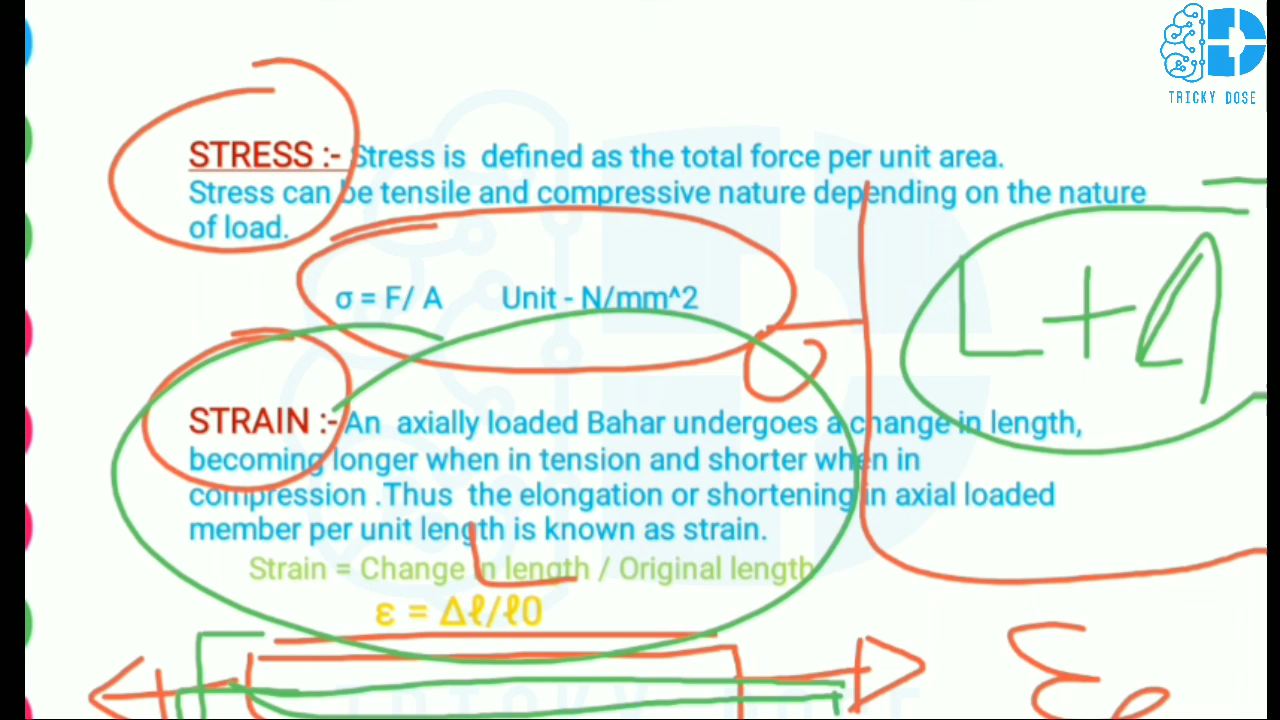 TRICKY DOSE
STRESS :- Stress is defined as the total force per unit area.
Stress can be tensile and compressive nature depending on the nature
of load.
σ = F/ A Unit - N/mm^2
L+
STRAIN :- An axially loaded Bahar undergoes a change in length,
becoming longer when in tension and shorter when in
compression .Thus the elongation or shortening in axial loaded
member per unit length is known as strain.
Strain = Change in length / Original length
ε = Δℓ/ℓ0